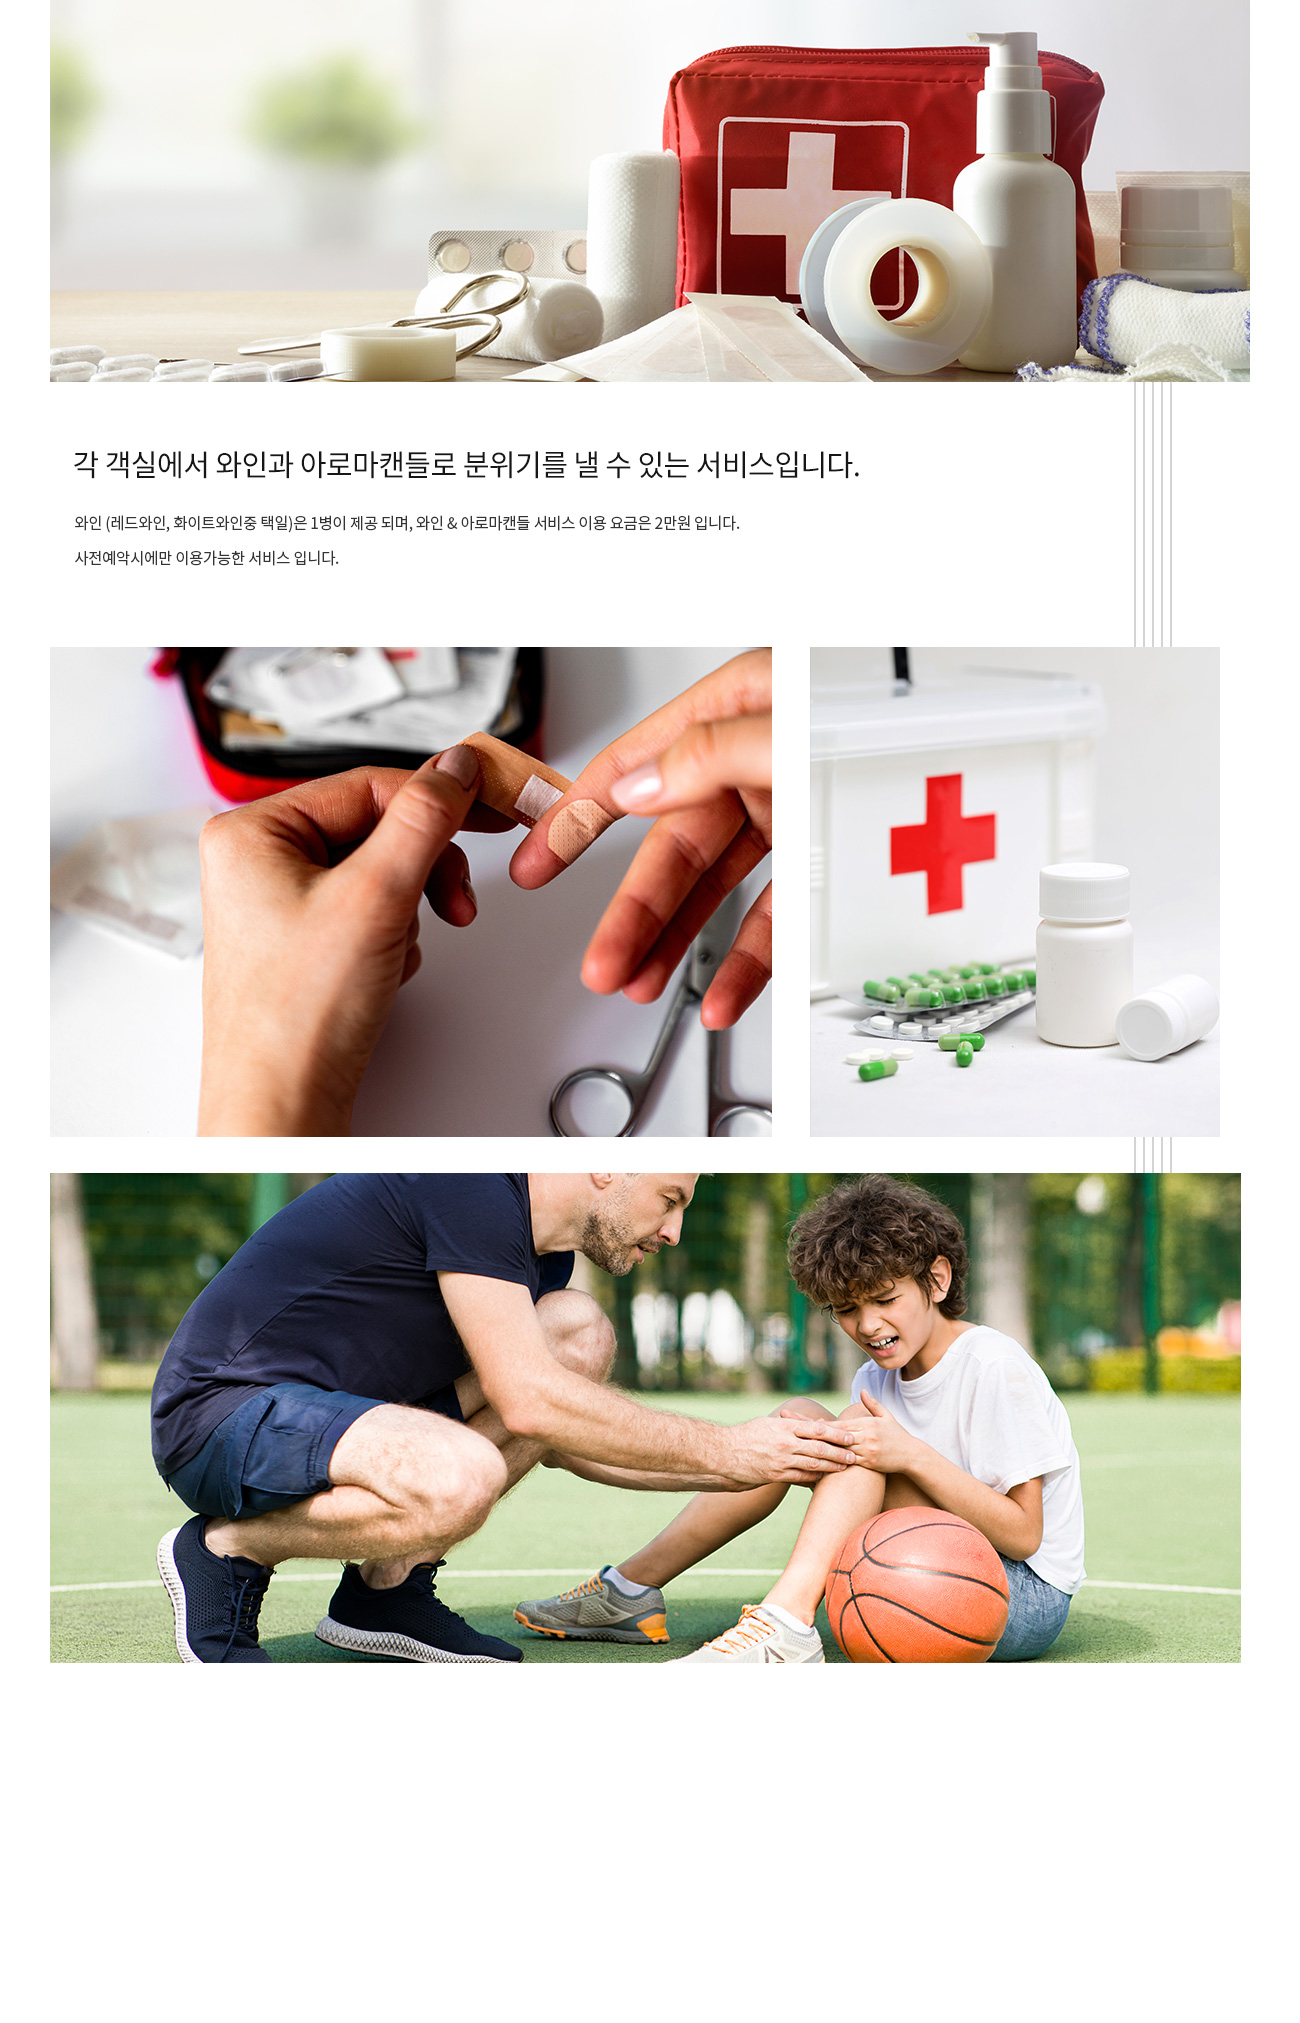 각 객실에서 와인과 아로마캔들로 분위기를 낼 수 있는 서비스입니다.
와인 (레드와인, 화이트와인중 택일)은 1병이 제공 되며, 와인 & 아로마캔들 서비스 이용 요금은 2만원 입니다.
사전예약시에만 이용가능한 서비스 입니다.